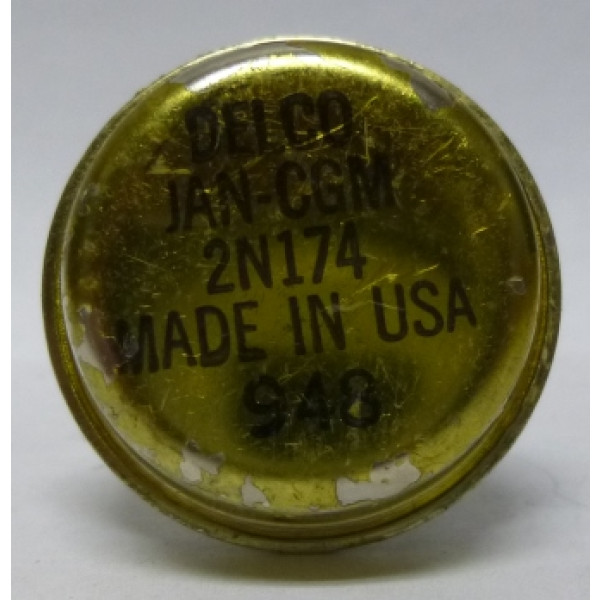 DELCO
JAN-CGM
2N174
MADE IN USA
948